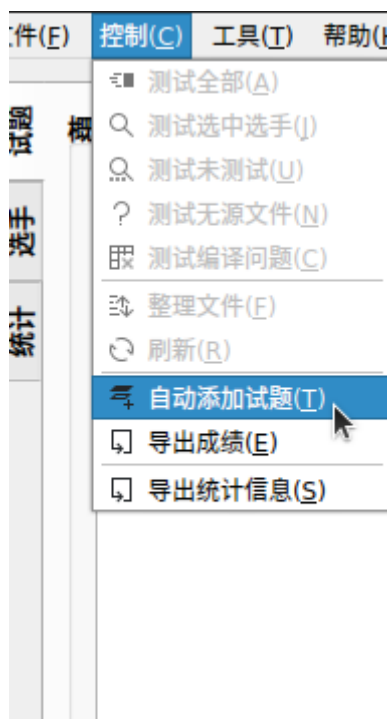 控制(C) 工具(T)
测试全部(A)
测试选中选手(J)
测试未测试(U)
测试无源文件(N)
测试编译问题(C)
整理文件(F)
刷新(R)
自动添加试题(T)
导出成绩(E)
导出统计信息(S)
件(F)
帮助(
试题
选手
统计
概